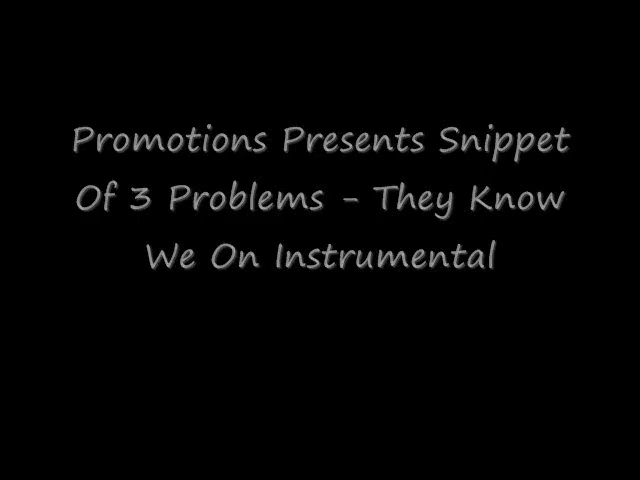 Promotions Presents Snippet
Of 3 Problems - They Know
We On Instrumental